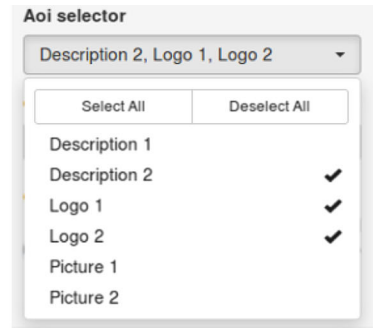 Aoi selector
Description 2, Logo 1, Logo 2
Select All Deselect All
Description 1
Description 2
Logo 1
Logo 2
Picture 1
Picture 2